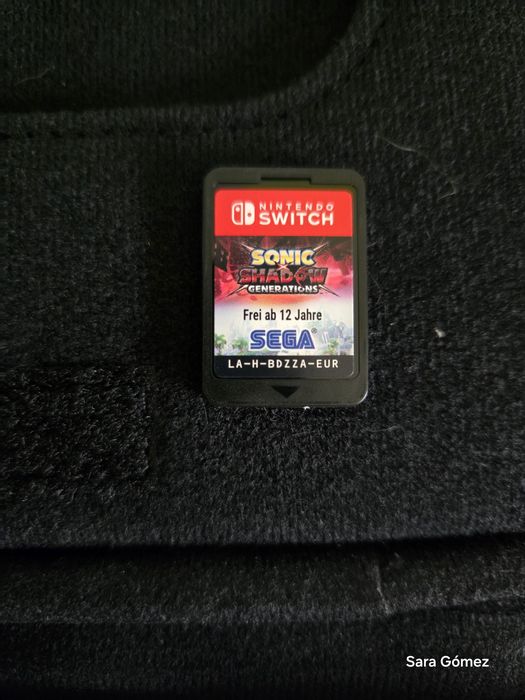 NINTENDO
SWITCH
SONIC
SHADOW
GENERATIONS
Frei ab 12 Jahre
SEGA®
LA-H-BDZZA-EUR
Sara Gómez